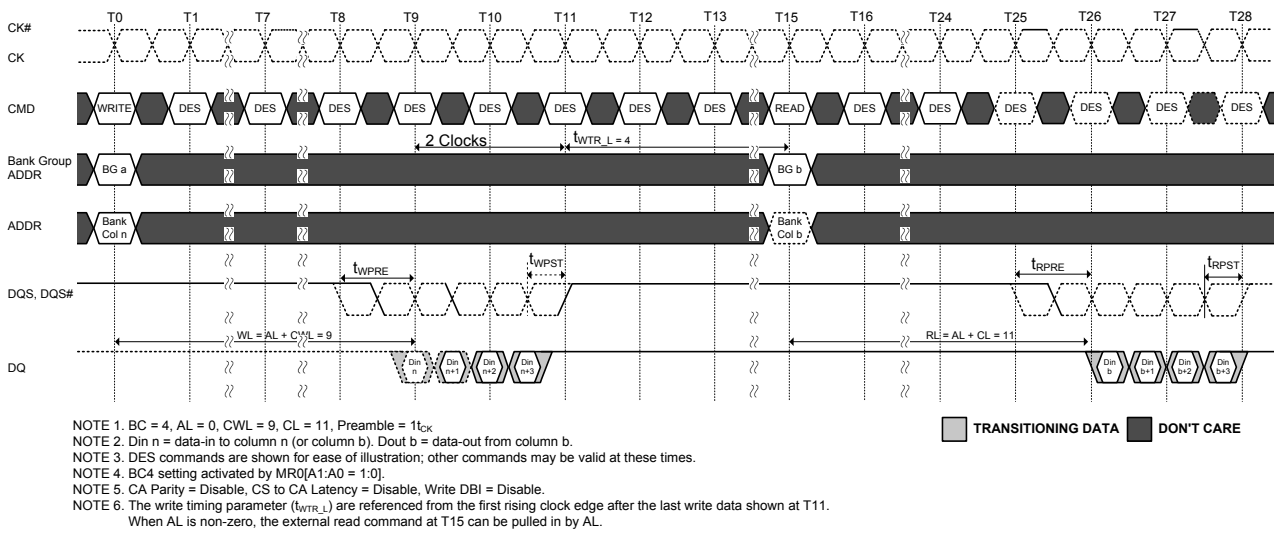 T0 T1 T7 T8 T9 T10 T11 T12 T13 T15 T16 T24 T25 T26 T27 T28
CK#
CK
CMD WRITE DES DES DES DES DES DES DES DES READ DES DES DES DES DES DES
2 Clocks tWTR_L = 4
Bank Group
ADDR BG a BG b
ADDR
Bank
Col n
Bank
Col b
tWPRE tWPST tRPRE tRPST
DQS, DQS#
WL = AL + CWL = 9 RL = AL + CL = 11
DQ
Din
n
Din
n+1
Din
n+2
Din
n+3
Din
b
Din
b+1
Din
b+2
Din
b+3
NOTE 1. BC = 4, AL = 0, CWL = 9, CL = 11, Preamble = 1tCK
NOTE 2. Din n = data-in to column n (or column b). Dout b = data-out from column b.
NOTE 3. DES commands are shown for ease of illustration; other commands may be valid at these times.
NOTE 4. BC4 setting activated by MR0[A1:A0 = 1:0].
NOTE 5. CA Parity = Disable, CS to CA Latency = Disable, Write DBI = Disable.
NOTE 6. The write timing parameter (tWTR_L) are referenced from the first rising clock edge after the last write data shown at T11.
When AL is non-zero, the external read command at T15 can be pulled in by AL.
TRANSITIONING DATA DON'T CARE